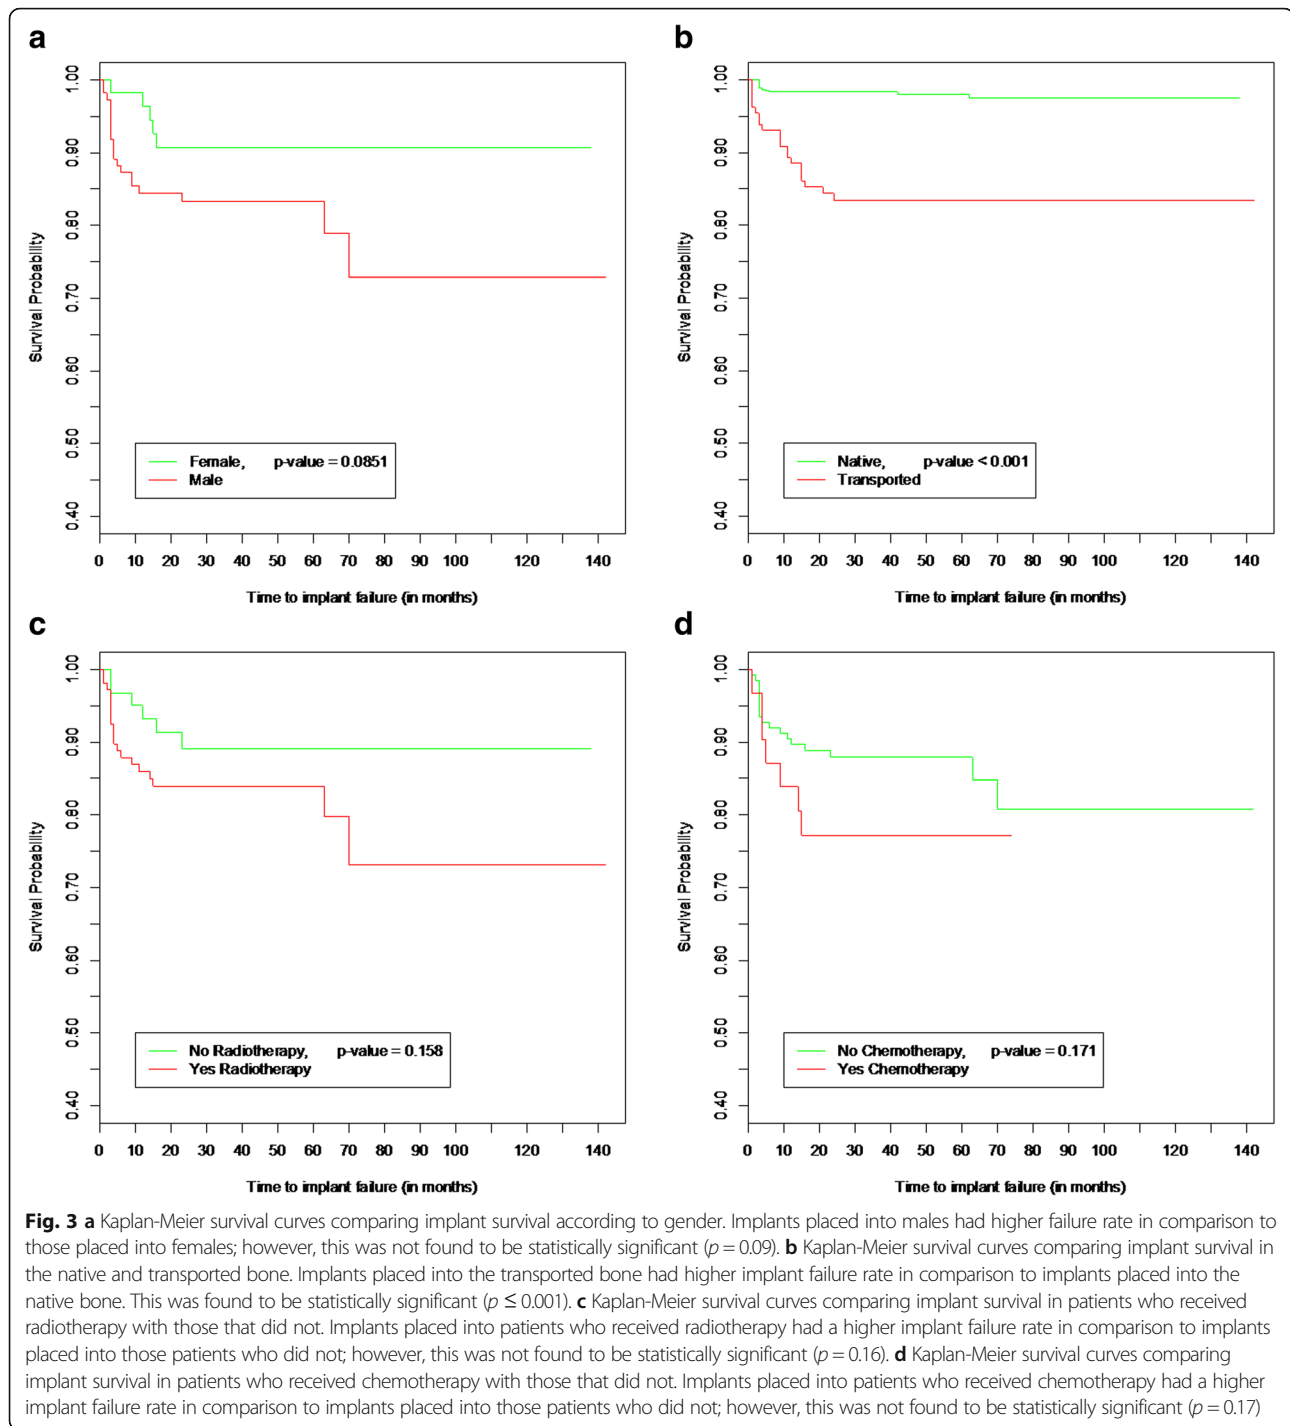 a
1.00
0.90
0.80
0.70
0.60
0.50
0.40
Survival Probability
Female, p-value = 0.0851
Male
0 10 20 30 40 50 60 70 80 90 100 120 140
Time to implant failure (in months)
b
1.00
0.90
0.80
0.70
0.60
0.50
0.40
Survival Probability
Native, p-value < 0.001
Transported
0 10 20 30 40 50 60 70 80 90 100 120 140
Time to implant failure (in months)
c
1.00
0.90
0.80
0.70
0.60
0.50
0.40
Survival Probability
No Radiotherapy, p-value = 0.158
Yes Radiotherapy
0 10 20 30 40 50 60 70 80 90 100 120 140
Time to implant failure (in months)
d
1.00
0.90
0.80
0.70
0.60
0.50
0.40
Survival Probability
No Chemotherapy, p-value = 0.171
Yes Chemotherapy
0 10 20 30 40 50 60 70 80 90 100 120 140
Time to implant failure (in months)
Fig. 3 a Kaplan-Meier survival curves comparing implant survival according to gender. Implants placed into males had higher failure rate in comparison to
those placed into females; however, this was not found to be statistically significant (p = 0.09). b Kaplan-Meier survival curves comparing implant survival in
the native and transported bone. Implants placed into the transported bone had higher implant failure rate in comparison to implants placed into the
native bone. This was found to be statistically significant (p ≤ 0.001). c Kaplan-Meier survival curves comparing implant survival in patients who received
radiotherapy with those that did not. Implants placed into patients who received radiotherapy had a higher implant failure rate in comparison to implants
placed into those patients who did not; however, this was not found to be statistically significant (p = 0.16). d Kaplan-Meier survival curves comparing
implant survival in patients who received chemotherapy with those that did not. Implants placed into patients who received chemotherapy had a higher
implant failure rate in comparison to implants placed into those patients who did not; however, this was not found to be statistically significant (p = 0.17)